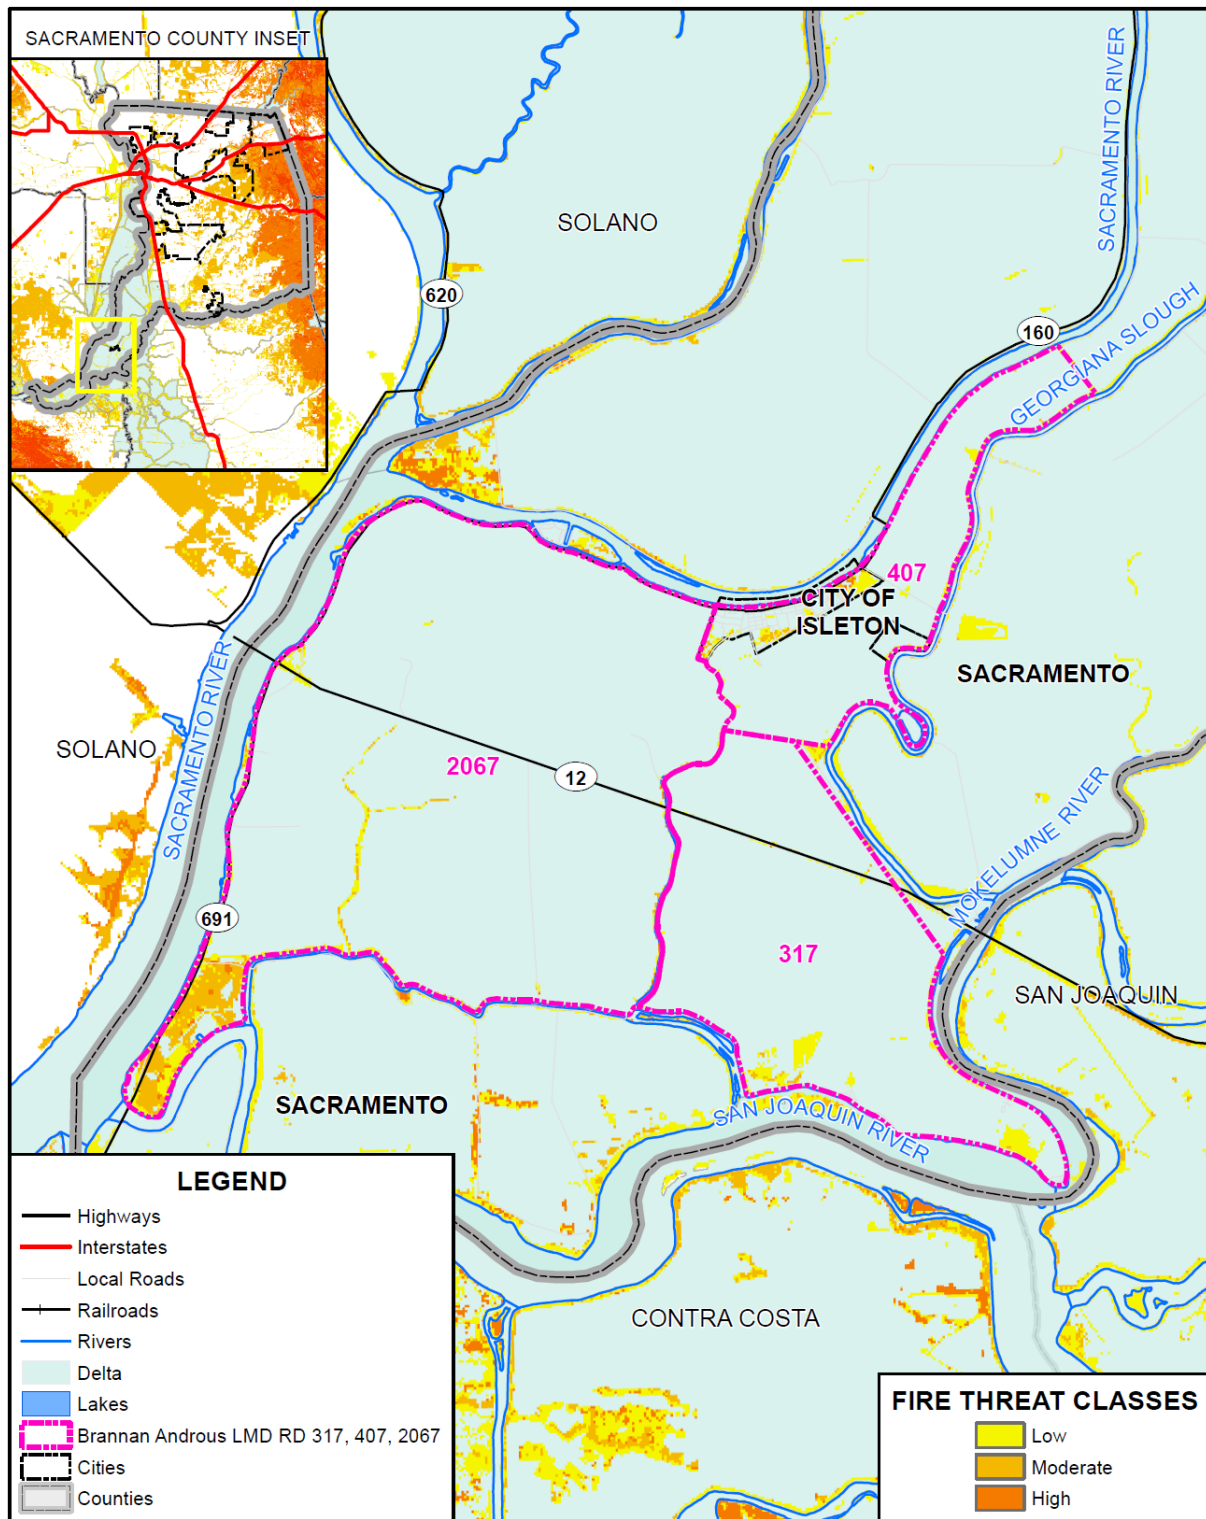 SACRAMENTO COUNTY INSET
SACRAMENTO RIVER
SOLANO
620
160
GEORGIANA SLOUGH
407
CITY OF
ISLETON
SACRAMENTO
SACRAMENTO RIVER
SOLANO
2067
12
MOKELUMNE RIVER
691
317
SAN JOAQUIN
SACRAMENTO
SAN JOAQUIN RIVER
CONTRA COSTA
LEGEND
Highways
Interstates
Local Roads
Railroads
Rivers
Delta
Lakes
Brannan Androus LMD RD 317, 407, 2067
Cities
Counties
FIRE THREAT CLASSES
Low
Moderate
High